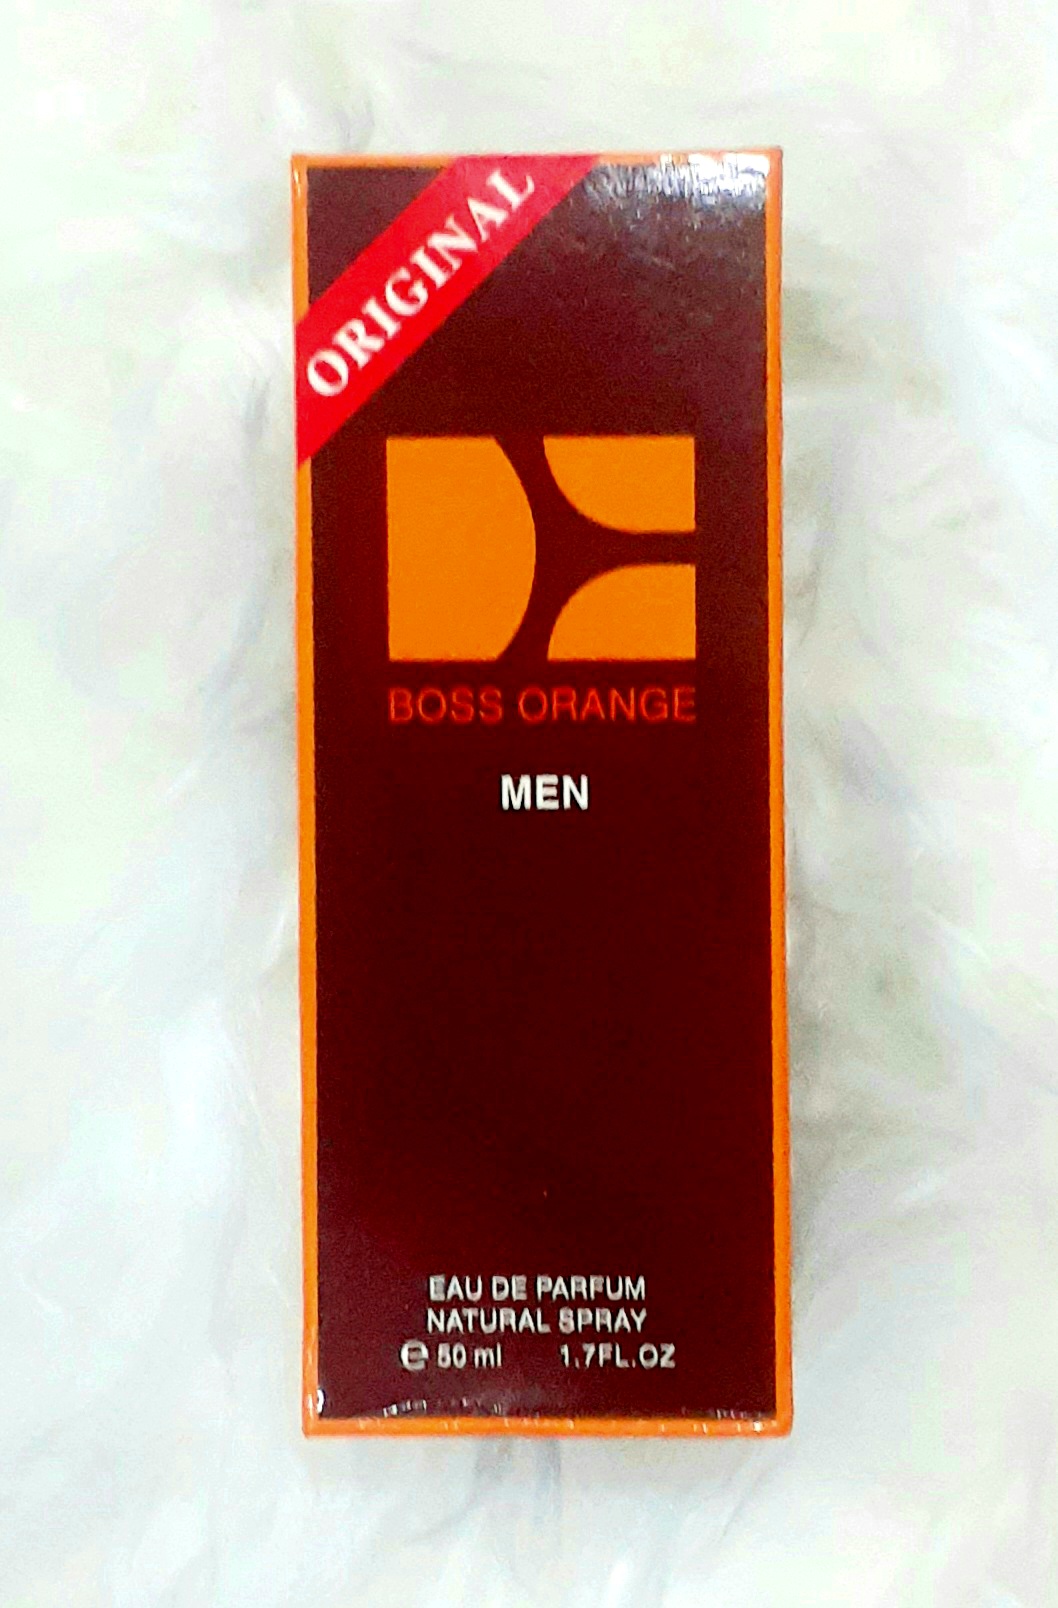 ORIGINAL
BOSS ORANGE
MEN
EAU DE PARFUM
NATURAL SPRAY
℮ 50 ml 1.7FL.OZ